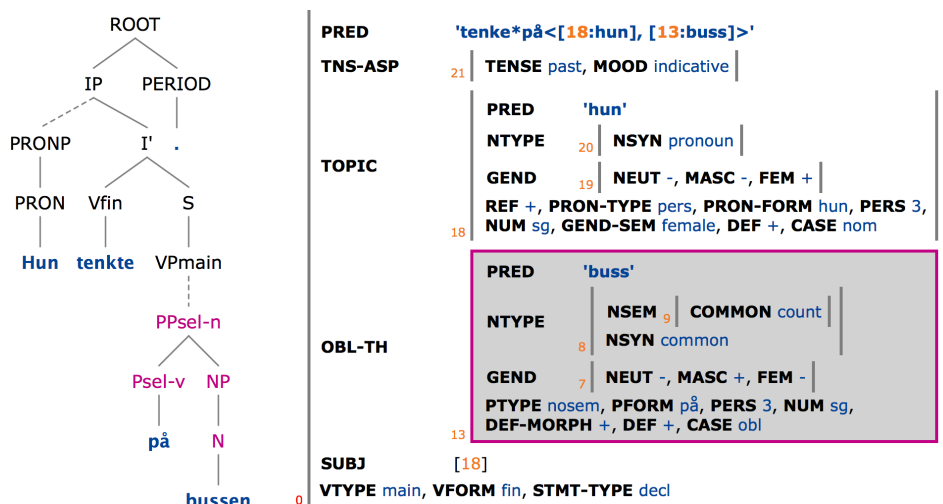 ROOT
IP PERIOD
PRONP I' .
PRON Vfin S
Hun tenkte VPmain
PPsel-n
Psel-v NP
på N
bussen
PRED 'tenke*på<[18:hun], [13:buss]>'
TNS-ASP 21 TENSE past, MOOD indicative
TOPIC
PRED 'hun'
NTYPE 20 NSYN pronoun
GEND 19 NEUT -, MASC -, FEM +
REF +, PRON-TYPE pers, PRON-FORM hun, PERS 3,
18 NUM sg, GEND-SEM female, DEF +, CASE nom
OBL-TH
PRED 'buss'
NTYPE
NSEM 9 COMMON count
8 NSYN common
GEND 7 NEUT -, MASC +, FEM -
PTYPE nosem, PFORM på, PERS 3, NUM sg,
13 DEF-MORPH +, DEF +, CASE obl
SUBJ [18]
0 VTYPE main, VFORM fin, STMT-TYPE decl